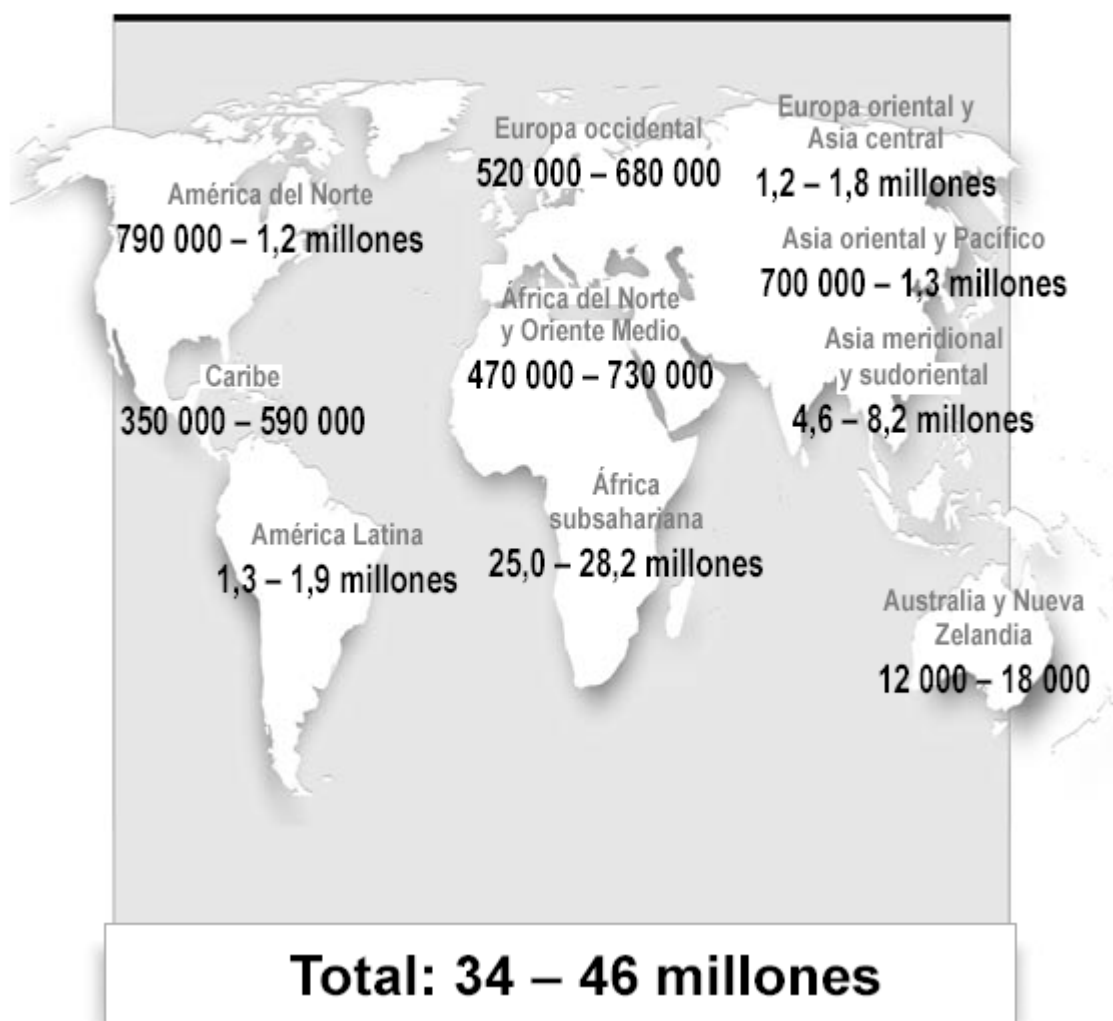 Europa oriental y
Asia central
1,2 – 1,8 millones
Europa occidental
520 000 – 680 000
América del Norte
790 000 – 1,2 millones
Asia oriental y Pacífico
700 000 – 1,3 millones
África del Norte
y Oriente Medio
470 000 – 730 000
Asia meridional
y sudoriental
4,6 – 8,2 millones
Caribe
350 000 – 590 000
África
subsahariana
25,0 – 28,2 millones
América Latina
1,3 – 1,9 millones
Australia y Nueva
Zelandia
12 000 – 18 000
Total: 34 – 46 millones